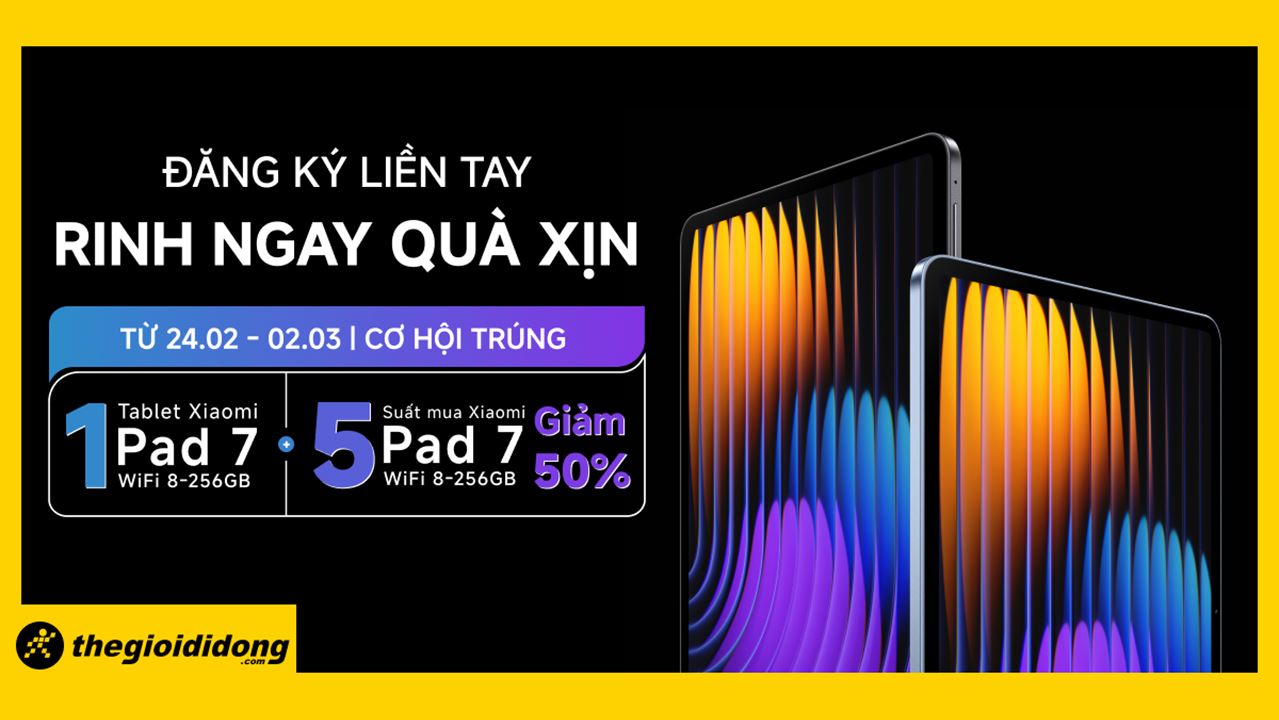 ĐĂNG KÝ LIỀN TAY
RINH NGAY QUÀ XỊN
TỪ 24.02 - 02.03 | CƠ HỘI TRÚNG
1 Tablet Xiaomi
Pad 7
WiFi 8-256GB
+
5 Suất mua Xiaomi
Pad 7
WiFi 8-256GB
Giảm
50%
thegioididong
.com